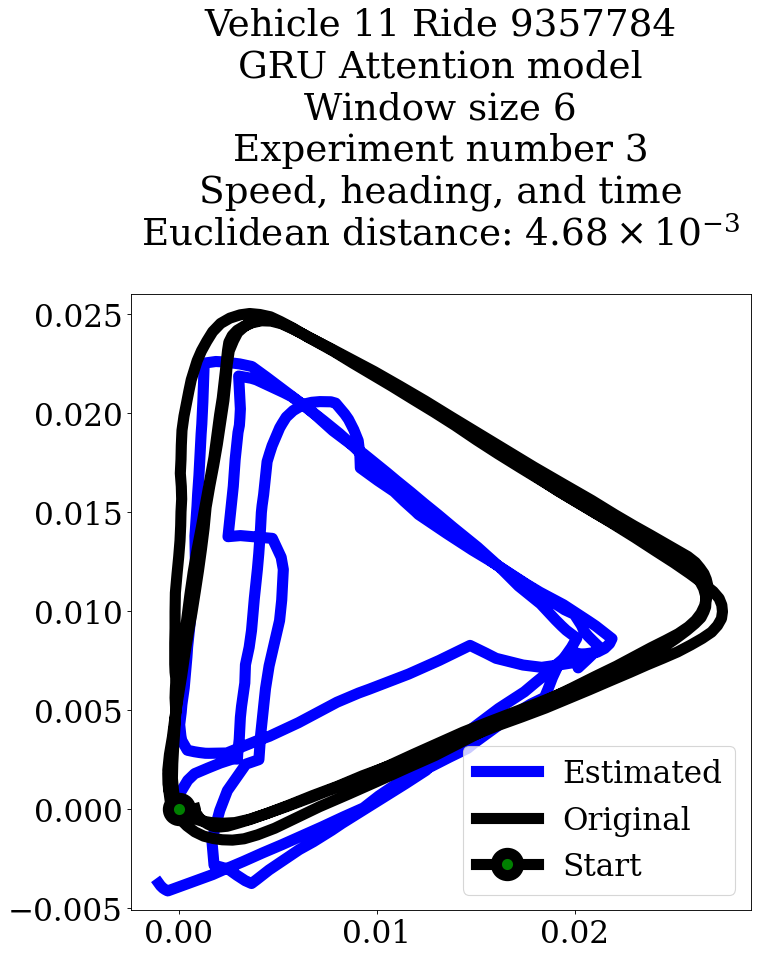 Vehicle 11 Ride 9357784
GRU Attention model
Window size 6
Experiment number 3
Speed, heading, and time
Euclidean distance: 4.68 × 10⁻³
0.025
0.020
0.015
0.010
0.005
0.000
−0.005
0.00 0.01 0.02
Estimated
Original
Start